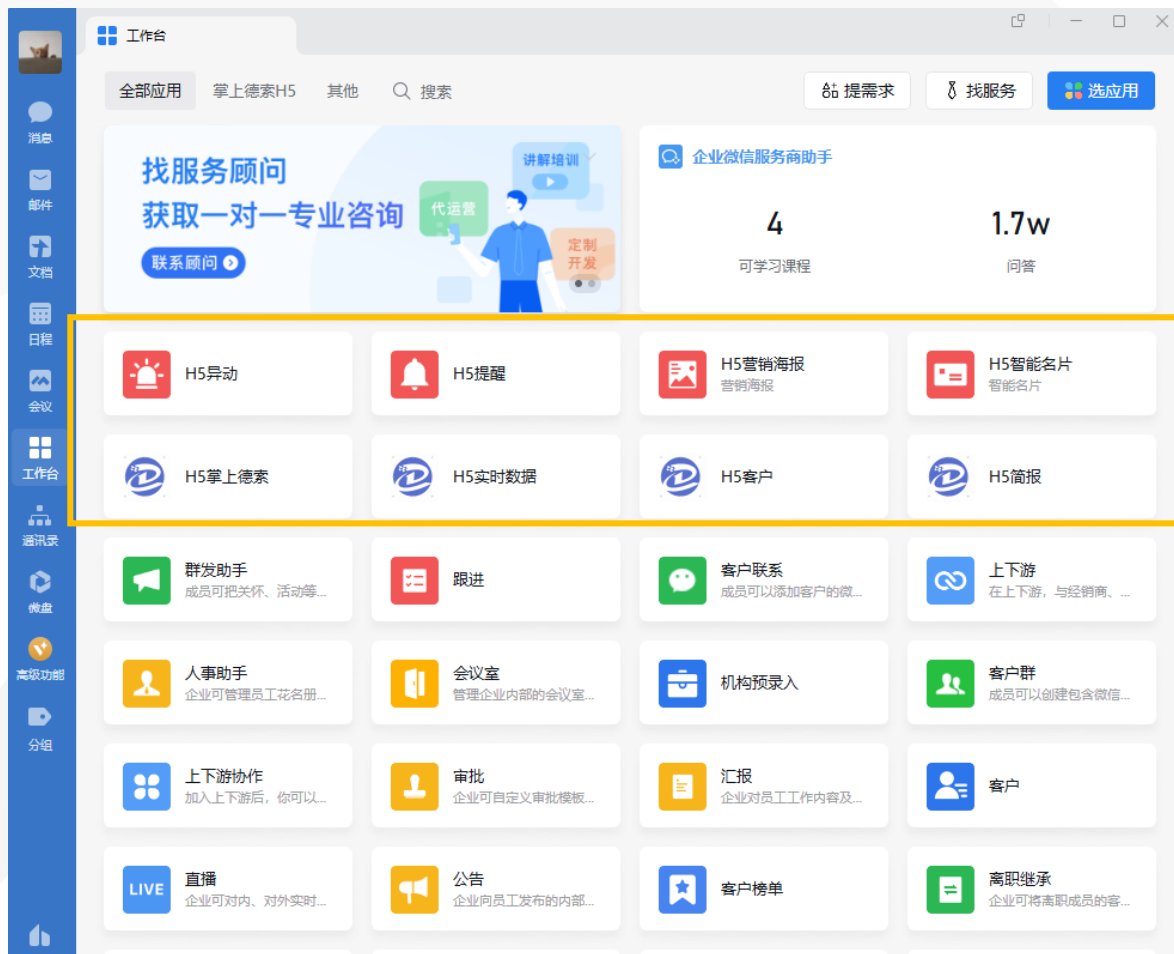 工作台
全部应用
掌上德索H5
其他
搜索
提需求
找服务
选应用
消息
邮件
文档
日程
会议
工作台
通讯录
微盘
高级功能
分组
找服务顾问
获取一对一专业咨询
联系顾问
讲解培训
代运营
定制
开发
企业微信服务商助手
4
1.7w
可学习课程
问答
H5异动
H5提醒
H5营销海报
营销海报
H5智能名片
智能名片
H5掌上德索
H5实时数据
H5客户
H5简报
群发助手
成员可把关怀、活动等...
跟进
客户联系
成员可以添加客户的微...
上下游
在上下游，与经销商、...
人事助手
企业可管理员工花名册...
会议室
管理企业内部的会议室...
机构预录入
客户群
成员可以创建包含微信...
上下游协作
加入上下游后，你可以...
审批
企业可自定义审批模板...
汇报
企业对员工工作内容及...
客户
LIVE
直播
企业可对内、对外实时...
公告
企业向员工发布的内部...
客户榜单
离职继承
企业可将离职成员的客...